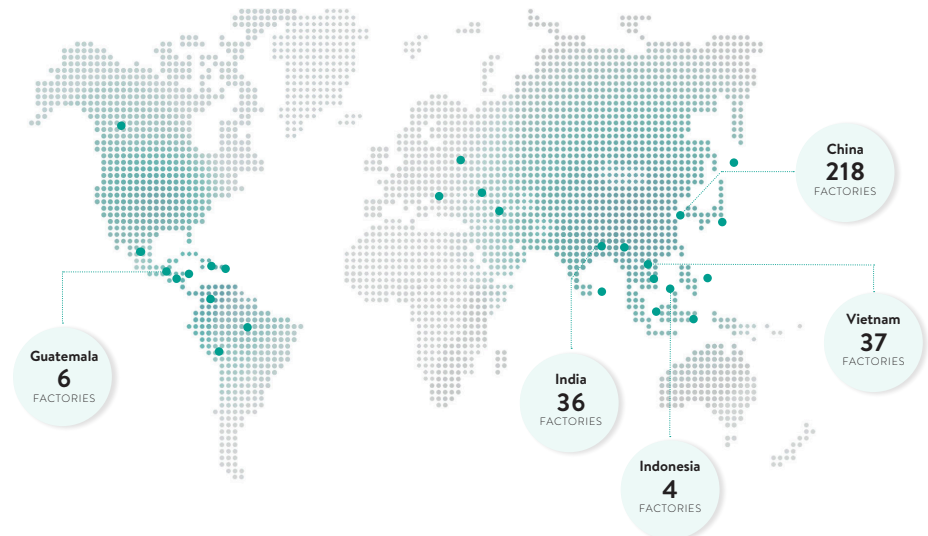 China
218
FACTORIES
Vietnam
37
FACTORIES
Guatemala
6
FACTORIES
India
36
FACTORIES
Indonesia
4
FACTORIES